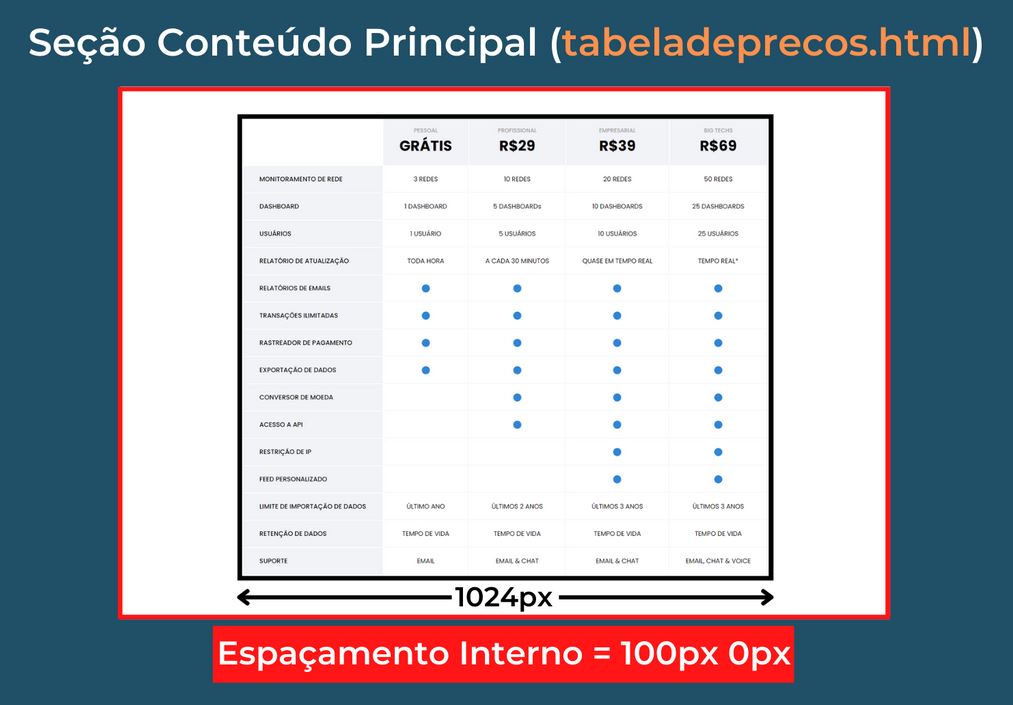 Seção Conteúdo Principal (tabeladeprecos.html)
PESSOAL PROFISSIONAL EMPRESARIAL BIG TECHS
GRÁTIS R$29 R$39 R$69
MONITORAMENTO DE REDE 3 REDES 10 REDES 20 REDES 50 REDES
DASHBOARD 1 DASHBOARD 5 DASHBOARDs 10 DASHBOARDS 25 DASHBOARDS
USUÁRIOS 1 USUÁRIO 5 USUÁRIOS 10 USUÁRIOS 25 USUÁRIOS
RELATÓRIO DE ATUALIZAÇÃO TODA HORA A CADA 30 MINUTOS QUASE EM TEMPO REAL TEMPO REAL*
RELATÓRIOS DE EMAILS
TRANSAÇÕES ILIMITADAS
RASTREADOR DE PAGAMENTO
EXPORTAÇÃO DE DADOS
CONVERSOR DE MOEDA
ACESSO A API
RESTRIÇÃO DE IP
FEED PERSONALIZADO
LIMITE DE IMPORTAÇÃO DE DADOS ÚLTIMO ANO ÚLTIMOS 2 ANOS ÚLTIMOS 3 ANOS ÚLTIMOS 3 ANOS
RETENÇÃO DE DADOS TEMPO DE VIDA TEMPO DE VIDA TEMPO DE VIDA TEMPO DE VIDA
SUPORTE EMAIL EMAIL & CHAT EMAIL & CHAT EMAIL, CHAT & VOICE
1024px
Espaçamento Interno = 100px 0px